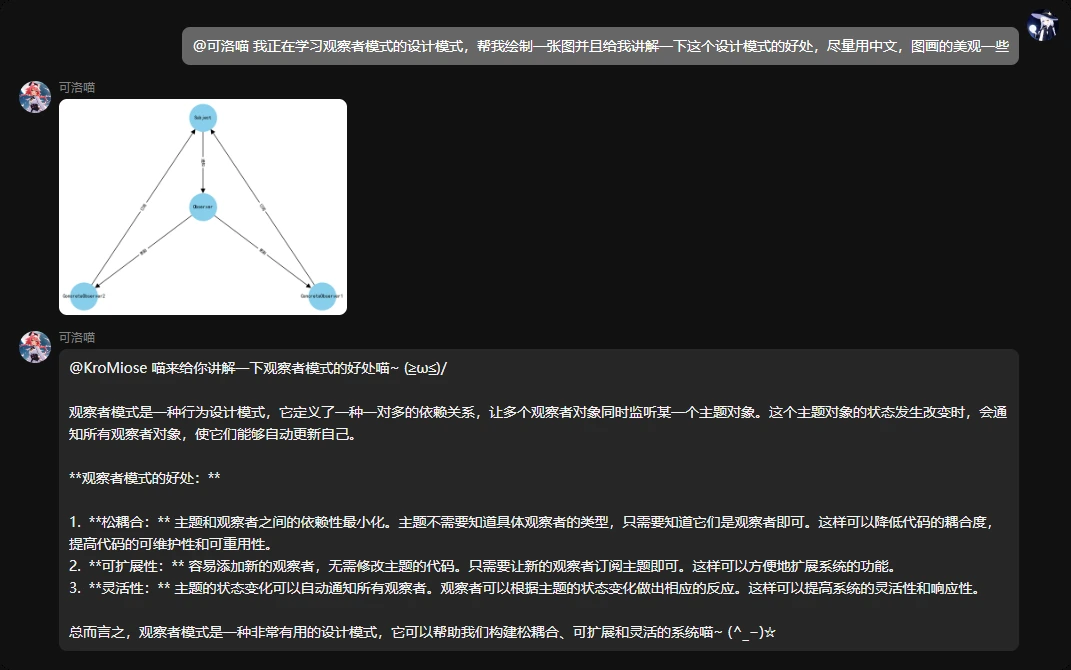 @可洛喵 我正在学习观察者模式的设计模式，帮我绘制一张图并且给我讲解一下这个设计模式的好处，尽量用中文，图画的美观一些
可洛喵
Subject
Observer
ConcreteObserver2
ConcreteObserver1
可洛喵
@KroMiose 喵来给你讲解一下观察者模式的好处喵~ (≥ω≤)/
观察者模式是一种行为设计模式，它定义了一种一对多的依赖关系，让多个观察者对象同时监听某一个主题对象。这个主题对象的状态发生改变时，会通
知所有观察者对象，使它们能够自动更新自己。
**观察者模式的好处：**
1. **松耦合：** 主题和观察者之间的依赖性最小化。主题不需要知道具体观察者的类型，只需要知道它们是观察者即可。这样可以降低代码的耦合度，
提高代码的可维护性和可重用性。
2. **可扩展性：** 容易添加新的观察者，无需修改主题的代码。只需要让新的观察者订阅主题即可。这样可以方便地扩展系统的功能。
3. **灵活性：** 主题的状态变化可以自动通知所有观察者。观察者可以根据主题的状态变化做出相应的反应。这样可以提高系统的灵活性和响应性。
总而言之，观察者模式是一种非常有用的设计模式，它可以帮助我们构建松耦合、可扩展和灵活的系统喵~ (^_−)☆